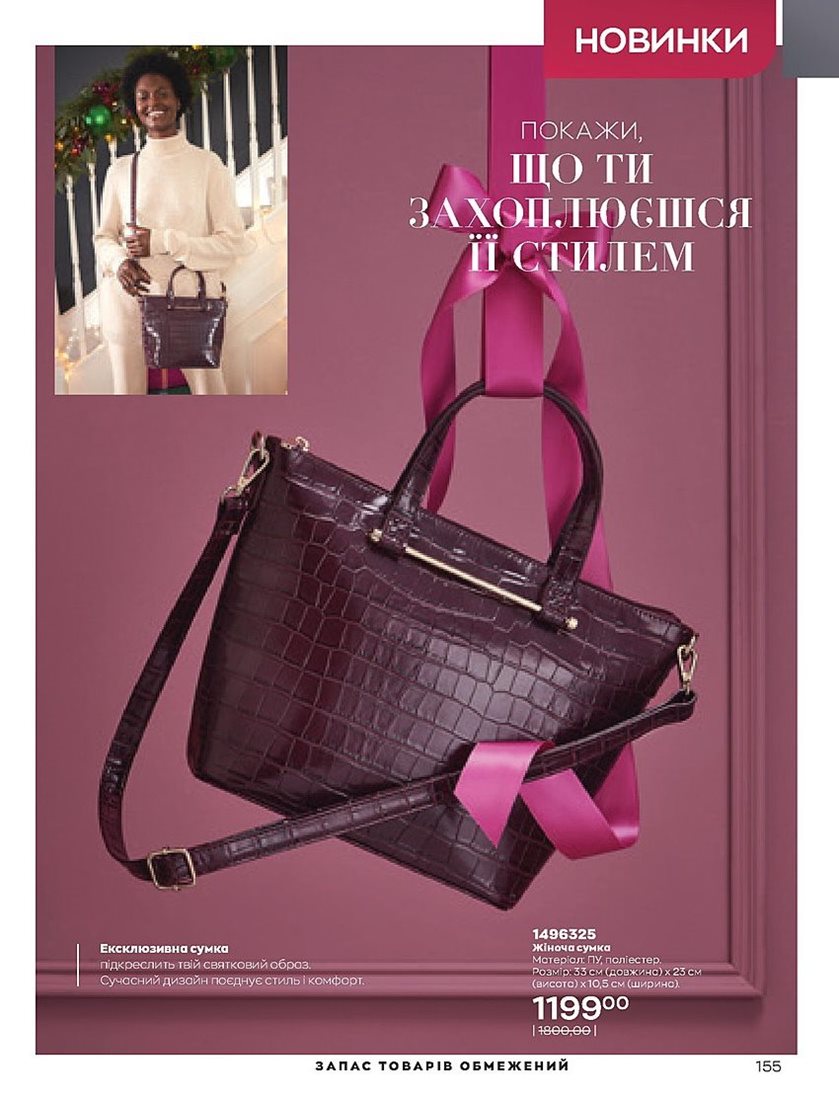 НОВИНКИ
ПОКАЖИ,
ЩО ТИ
ЗАХОПЛЮЄШСЯ
ЇЇ СТИЛЕМ
Ексклюзивна сумка
підкреслить твій святковий образ.
Сучасний дизайн поєднує стиль і комфорт.
1496325
Жіноча сумка
Матеріал: ПУ, поліестер.
Розмір: 33 см (довжина) х 23 см
(висота) х 10,5 см (ширина).
1199⁰⁰
| 1800,00 |
ЗАПАС ТОВАРІВ ОБМЕЖЕНИЙ
155